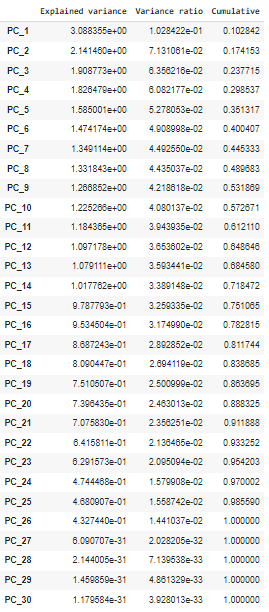 Explained variance Variance ratio Cumulative
PC_1 3.088355e+00 1.028422e-01 0.102842
PC_2 2.141460e+00 7.131061e-02 0.174153
PC_3 1.908773e+00 6.356216e-02 0.237715
PC_4 1.826479e+00 6.082177e-02 0.298537
PC_5 1.585001e+00 5.278053e-02 0.351317
PC_6 1.474174e+00 4.908998e-02 0.400407
PC_7 1.349114e+00 4.492550e-02 0.445333
PC_8 1.331843e+00 4.435037e-02 0.489683
PC_9 1.266852e+00 4.218618e-02 0.531869
PC_10 1.225266e+00 4.080137e-02 0.572671
PC_11 1.184365e+00 3.943935e-02 0.612110
PC_12 1.097178e+00 3.653602e-02 0.648646
PC_13 1.079111e+00 3.593441e-02 0.684580
PC_14 1.017762e+00 3.389148e-02 0.718472
PC_15 9.787793e-01 3.259335e-02 0.751065
PC_16 9.534504e-01 3.174990e-02 0.782815
PC_17 8.687243e-01 2.892852e-02 0.811744
PC_18 8.090447e-01 2.694119e-02 0.838685
PC_19 7.510507e-01 2.500999e-02 0.863695
PC_20 7.396435e-01 2.463013e-02 0.888325
PC_21 7.075830e-01 2.356251e-02 0.911888
PC_22 6.415811e-01 2.136465e-02 0.933252
PC_23 6.291573e-01 2.095094e-02 0.954203
PC_24 4.744468e-01 1.579908e-02 0.970002
PC_25 4.680907e-01 1.558742e-02 0.985590
PC_26 4.327440e-01 1.441037e-02 1.000000
PC_27 6.090707e-31 2.028205e-32 1.000000
PC_28 2.144005e-31 7.139538e-33 1.000000
PC_29 1.459859e-31 4.861329e-33 1.000000
PC_30 1.179584e-31 3.928013e-33 1.000000